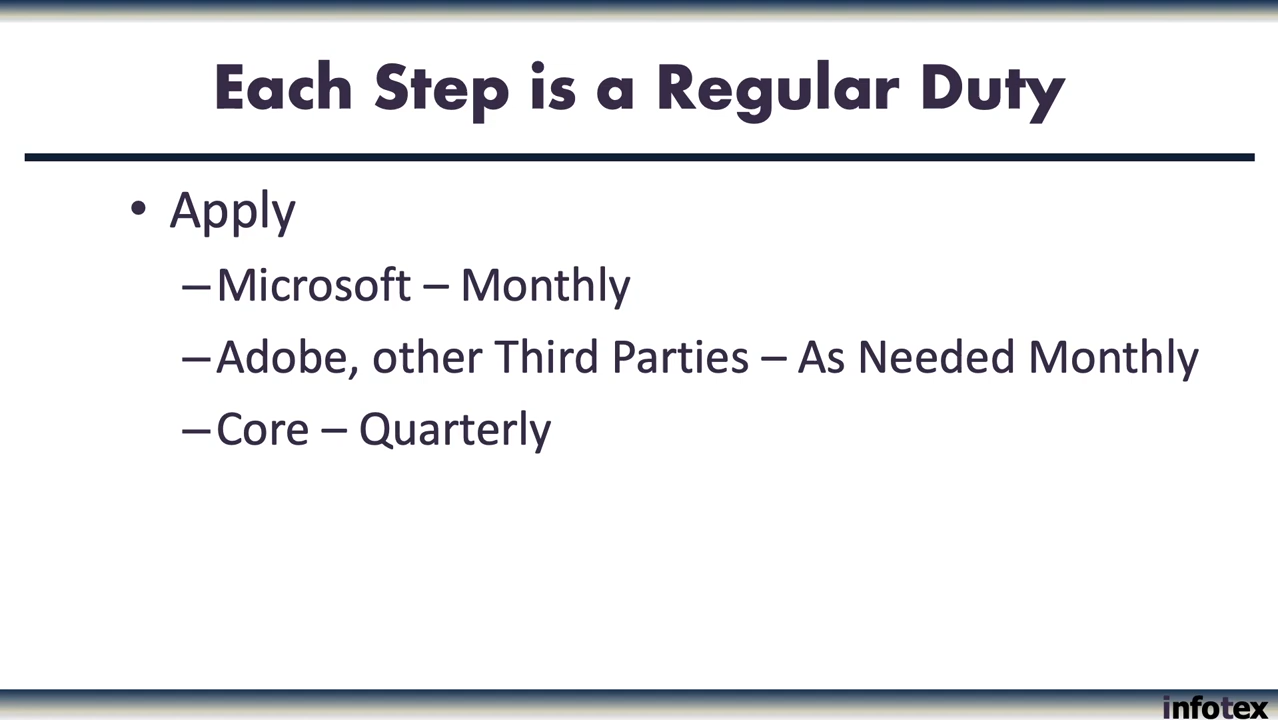 Each Step is a Regular Duty
• Apply
–Microsoft – Monthly
–Adobe, other Third Parties – As Needed Monthly
–Core – Quarterly
infotex